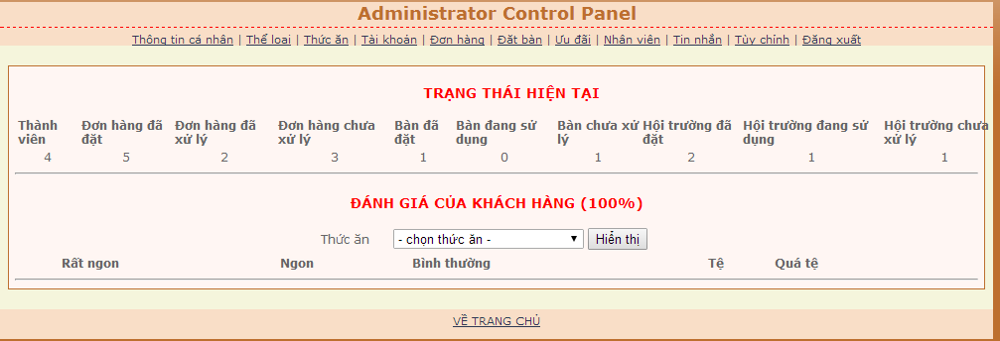 Administrator Control Panel
Thông tin cá nhân | Thể loại | Thức ăn | Tài khoản | Đơn hàng | Đặt bàn | Ưu đãi | Nhân viên | Tin nhắn | Tùy chỉnh | Đăng xuất
TRẠNG THÁI HIỆN TẠI
Thành viên Đơn hàng đã đặt Đơn hàng đã xử lý Đơn hàng chưa xử lý Bàn đã đặt Bàn đang sử dụng Bàn chưa xử lý Hội trường đã đặt Hội trường đang sử dụng Hội trường chưa xử lý
4 5 2 3 1 0 1 2 1 1
ĐÁNH GIÁ CỦA KHÁCH HÀNG (100%)
Thức ăn - chọn thức ăn - Hiển thị
Rất ngon Ngon Bình thường Tệ Quá tệ
VỀ TRANG CHỦ